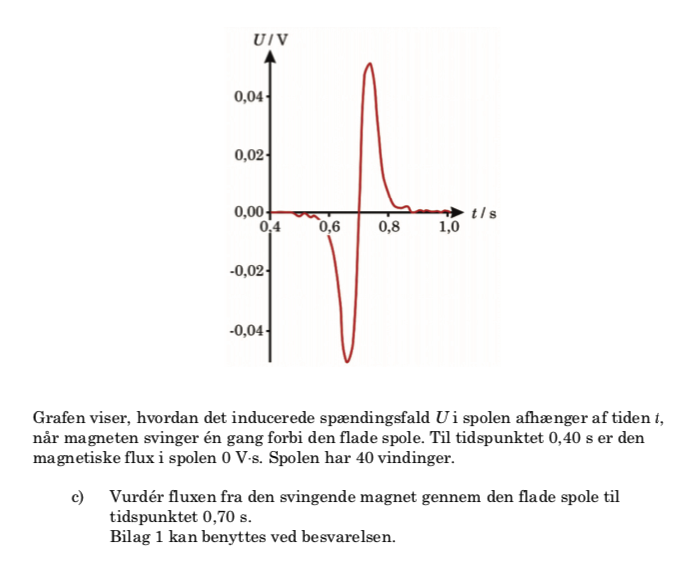 U / V
0,04
0,02
0,00
t / s
0,4 0,6 0,8 1,0
-0,02
-0,04
Grafen viser, hvordan det inducerede spændingsfald U i spolen afhænger af tiden t,
når magneten svinger én gang forbi den flade spole. Til tidspunktet 0,40 s er den
magnetiske flux i spolen 0 V·s. Spolen har 40 vindinger.
c) Vurdér fluxen fra den svingende magnet gennem den flade spole til
tidspunktet 0,70 s.
Bilag 1 kan benyttes ved besvarelsen.